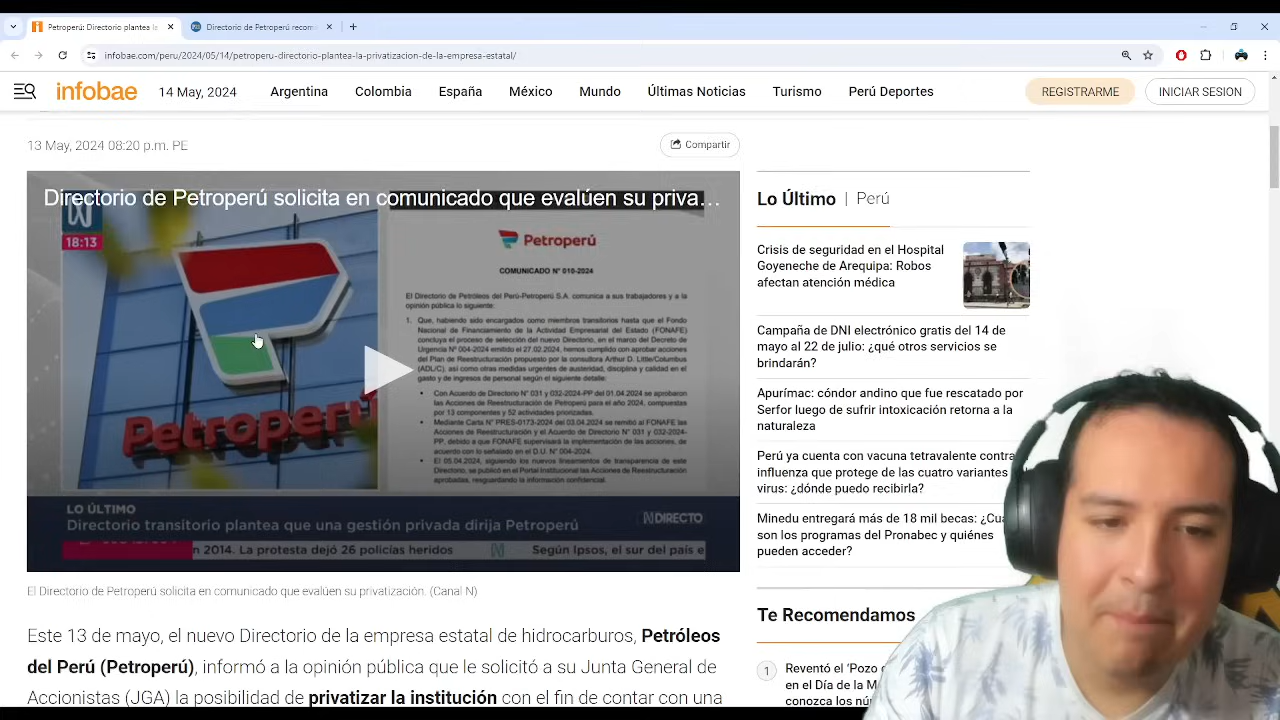 Petroperú: Directorio plantea la
Directorio de Petroperú recom
infobae.com/peru/2024/05/14/petroperu-directorio-plantea-la-privatizacion-de-la-empresa-estatal/
infobae
14 May, 2024
Argentina
Colombia
España
México
Mundo
Últimas Noticias
Turismo
Perú Deportes
REGISTRARME
INICIAR SESION
13 May, 2024 08:20 p.m. PE
Compartir
Directorio de Petroperú solicita en comunicado que evalúen su priva…
18:13
Petroperú
Petroperú
COMUNICADO N° 010-2024
El Directorio de Petróleos del Perú-Petroperú S.A. comunica a sus trabajadores y a la
opinión pública lo siguiente:
1. Que, habiendo sido encargados como miembros transitorios hasta que el Fondo
Nacional de Financiamiento de la Actividad Empresarial del Estado (FONAFE)
concluya el proceso de selección del nuevo Directorio, en el marco del Decreto
de Urgencia N° 004-2024 emitido el 27.02.2024, hemos cumplido con aprobar acciones
del Plan de Reestructuración propuesto por la consultora Arthur D. Little/Columbus
(ADL/C), así como otras medidas urgentes de austeridad, disciplina y calidad en el
gasto y de ingresos de personal según el siguiente detalle:
• Con Acuerdo de Directorio N° 031 y 032-2024-PP del 01.04.2024 se aprobaron
las Acciones de Reestructuración de Petroperú para el año 2024, compuestas
por 13 componentes y 52 actividades priorizadas.
• Mediante Carta N° PRES-0173-2024 del 03.04.2024 se remitió al FONAFE las
Acciones de Reestructuración y el Acuerdo de Directorio N° 031 y 032-2024-
PP, debido a que FONAFE supervisará la implementación de las acciones, de
acuerdo con lo señalado en el D.U. N° 004-2024.
• El 05.04.2024, siguiendo los nuevos lineamientos de transparencia de este
Directorio, se publicó en el Portal Institucional las Acciones de Reestructuración
aprobadas, resguardando la información confidencial.
LO ÚLTIMO
Directorio transitorio plantea que una gestión privada dirija Petroperú
N DIRECTO
n 2014. La protesta dejó 26 policías heridos
Según Ipsos, el sur del país e
El Directorio de Petroperú solicita en comunicado que evalúen su privatización. (Canal N)
Este 13 de mayo, el nuevo Directorio de la empresa estatal de hidrocarburos, Petróleos
del Perú (Petroperú), informó a la opinión pública que le solicitó a su Junta General de
Accionistas (JGA) la posibilidad de privatizar la institución con el fin de contar con una
Lo Último | Perú
Crisis de seguridad en el Hospital
Goyeneche de Arequipa: Robos
afectan atención médica
Campaña de DNI electrónico gratis del 14 de
mayo al 22 de julio: ¿qué otros servicios se
brindarán?
Apurímac: cóndor andino que fue rescatado por
Serfor luego de sufrir intoxicación retorna a la
naturaleza
Perú ya cuenta con vacuna tetravalente contra
influenza que protege de las cuatro variantes
virus: ¿dónde puedo recibirla?
Minedu entregará más de 18 mil becas: ¿Cuá
son los programas del Pronabec y quiénes
pueden acceder?
Te Recomendamos
1
Reventó el 'Pozo
en el Día de la M
conozca los nú